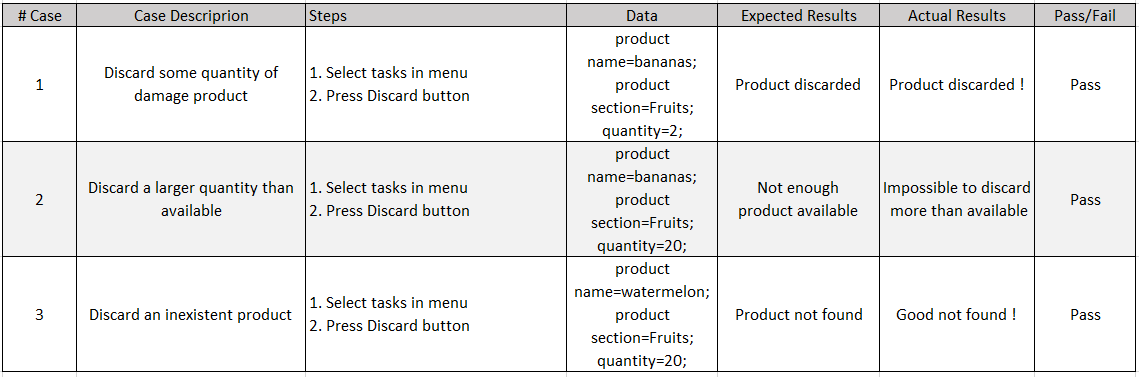 # Case Case Descriprion Steps Data Expected Results Actual Results Pass/Fail
1
Discard some quantity of
damage product
1. Select tasks in menu
2. Press Discard button
product
name=bananas;
product
section=Fruits;
quantity=2;
Product discarded
Product discarded !
Pass
2
Discard a larger quantity than
available
1. Select tasks in menu
2. Press Discard button
product
name=bananas;
product
section=Fruits;
quantity=20;
Not enough
product available
Impossible to discard
more than available
Pass
3
Discard an inexistent product
1. Select tasks in menu
2. Press Discard button
product
name=watermelon;
product
section=Fruits;
quantity=20;
Product not found
Good not found !
Pass